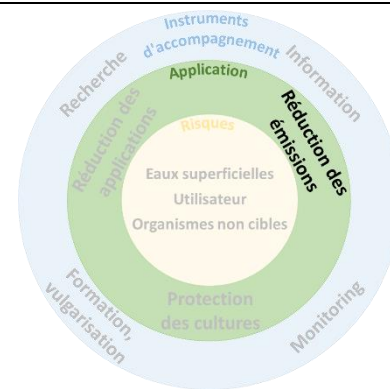 Instruments
d'accompagnement
Recherche
Information
Application
Réduction des
applications
Réduction des
émissions
Risques
Eaux superficielles
Utilisateur
Organismes non cibles
Protection
des cultures
Formation,
vulgarisation
Monitoring